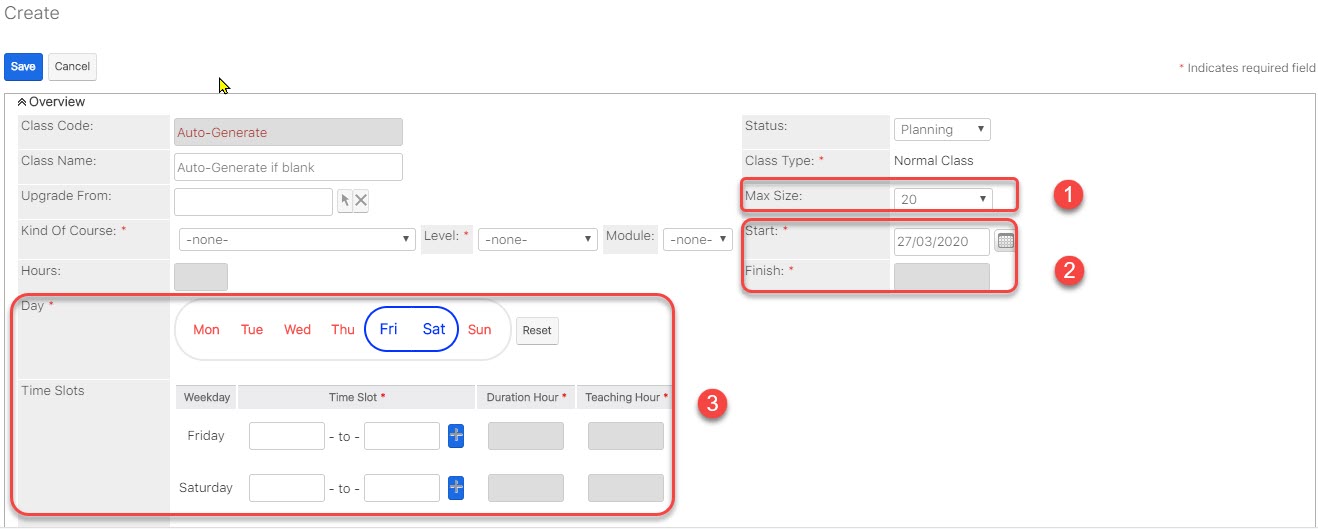 Create
Save Cancel
* Indicates required field
Overview
Class Code: Auto-Generate Status: Planning
Class Name: Auto-Generate if blank Class Type: * Normal Class
Upgrade From: Max Size: 20 1
Kind Of Course: * -none- Level: * -none- Module: -none- Start: * 27/03/2020
Hours: Finish: * 2
Day *
Mon Tue Wed Thu Fri Sat Sun Reset
Time Slots Weekday Time Slot * Duration Hour * Teaching Hour * 3
Friday - to -
Saturday - to -